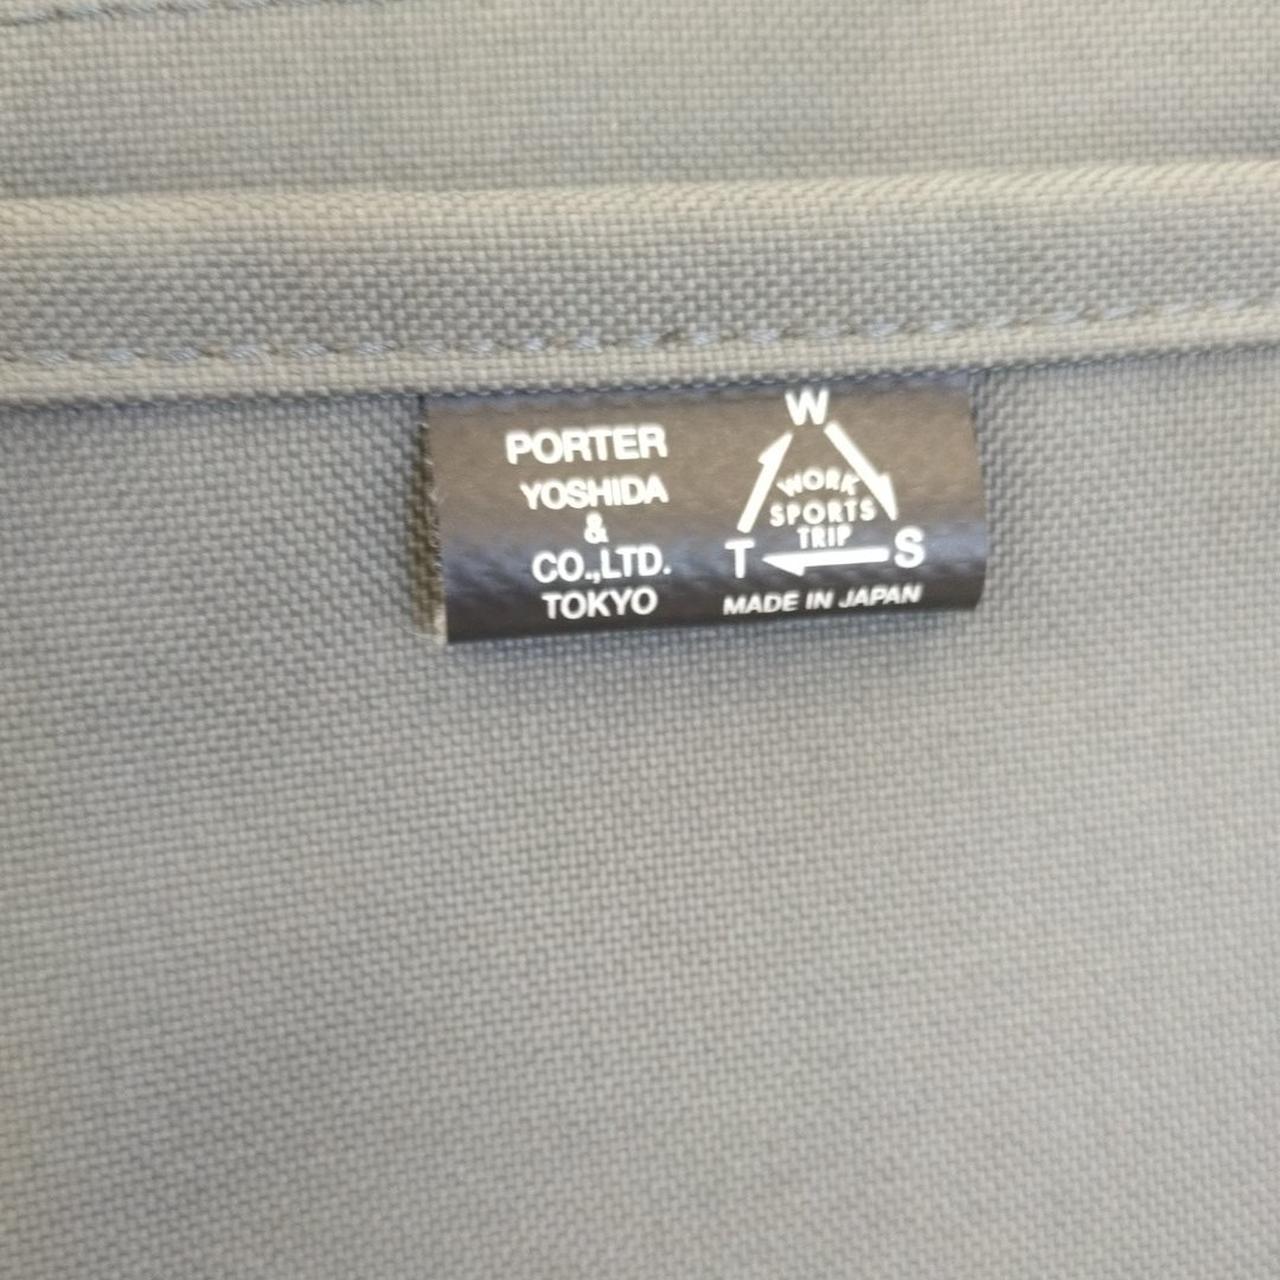 PORTER
YOSHIDA
&
CO.,LTD.
TOKYO
W
WORK
SPORTS
TRIP
T
S
MADE IN JAPAN